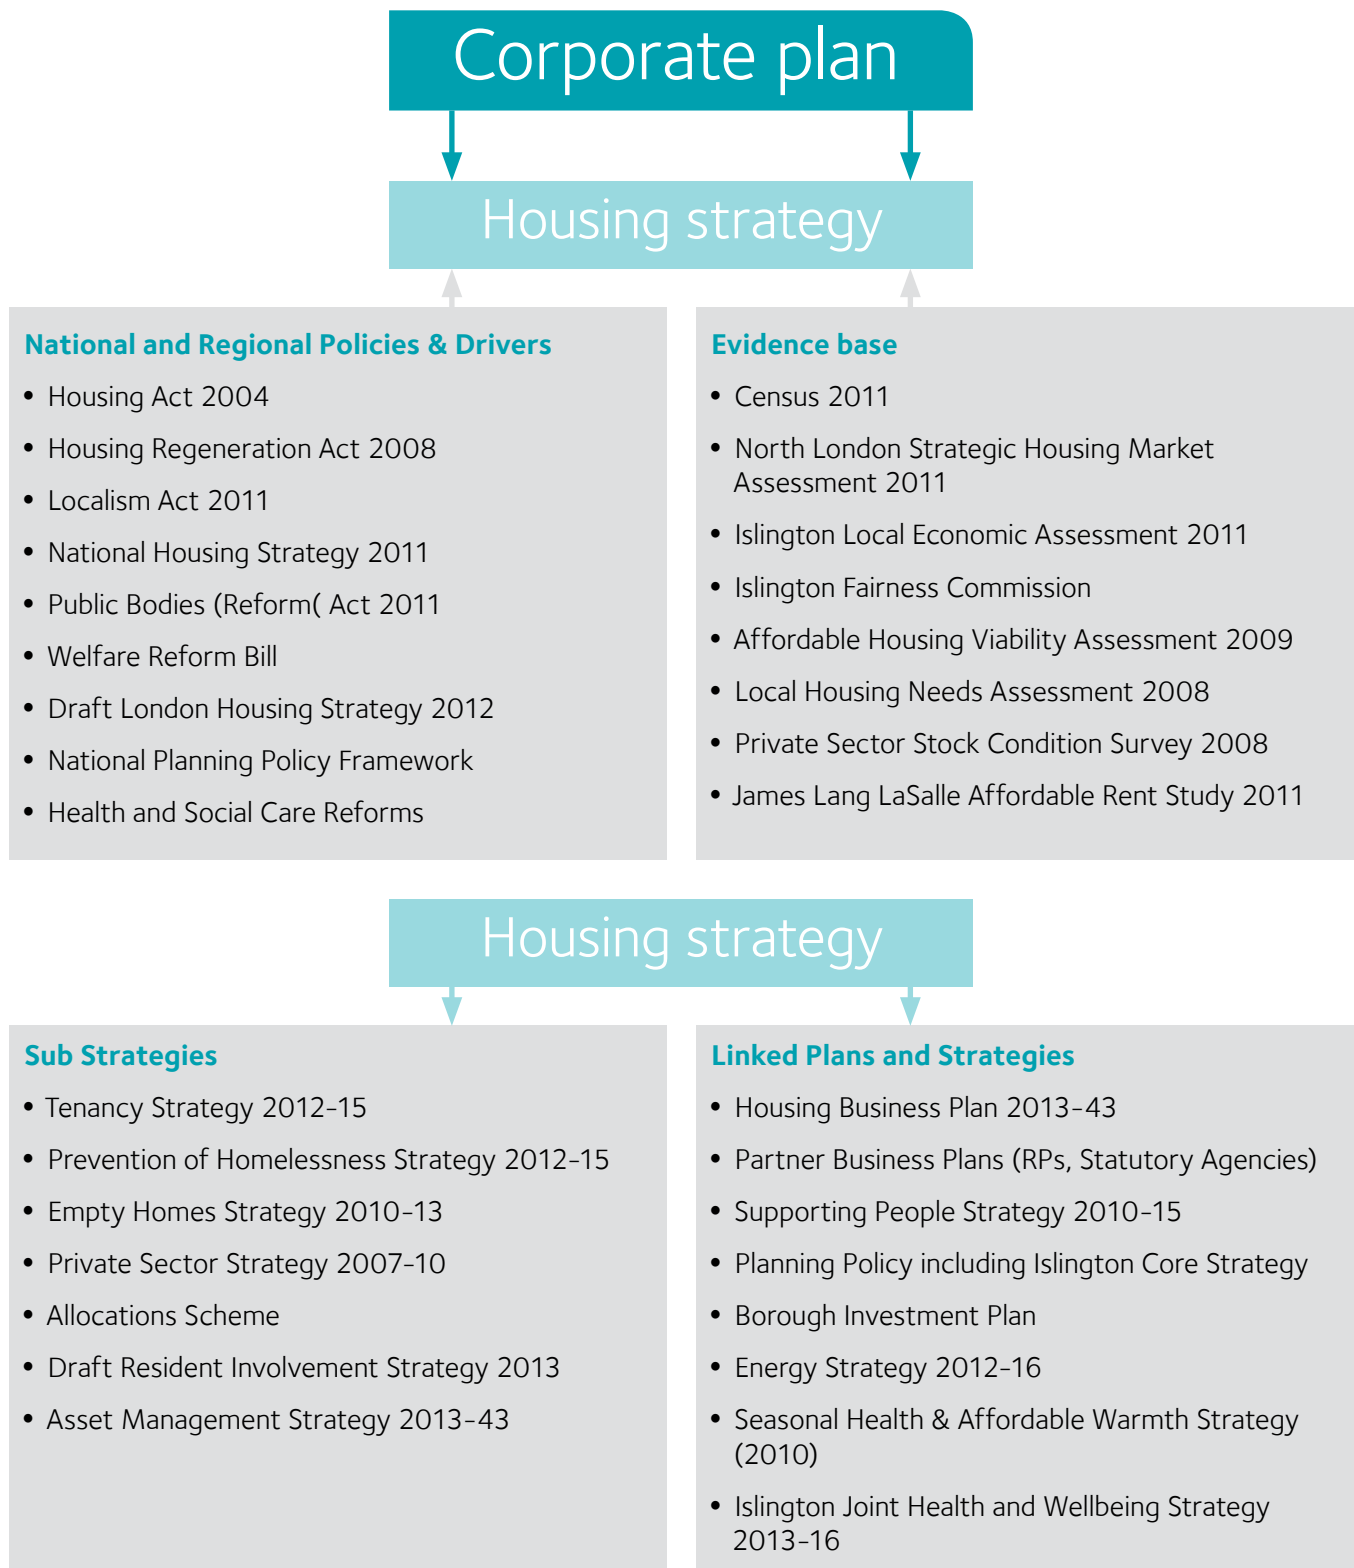 Corporate plan
Housing strategy
National and Regional Policies & Drivers
• Housing Act 2004
• Housing Regeneration Act 2008
• Localism Act 2011
• National Housing Strategy 2011
• Public Bodies (Reform( Act 2011
• Welfare Reform Bill
• Draft London Housing Strategy 2012
• National Planning Policy Framework
• Health and Social Care Reforms
Evidence base
• Census 2011
• North London Strategic Housing Market
Assessment 2011
• Islington Local Economic Assessment 2011
• Islington Fairness Commission
• Affordable Housing Viability Assessment 2009
• Local Housing Needs Assessment 2008
• Private Sector Stock Condition Survey 2008
• James Lang LaSalle Affordable Rent Study 2011
Housing strategy
Sub Strategies
• Tenancy Strategy 2012-15
• Prevention of Homelessness Strategy 2012-15
• Empty Homes Strategy 2010-13
• Private Sector Strategy 2007-10
• Allocations Scheme
• Draft Resident Involvement Strategy 2013
• Asset Management Strategy 2013-43
Linked Plans and Strategies
• Housing Business Plan 2013-43
• Partner Business Plans (RPs, Statutory Agencies)
• Supporting People Strategy 2010-15
• Planning Policy including Islington Core Strategy
• Borough Investment Plan
• Energy Strategy 2012-16
• Seasonal Health & Affordable Warmth Strategy
(2010)
• Islington Joint Health and Wellbeing Strategy
2013-16